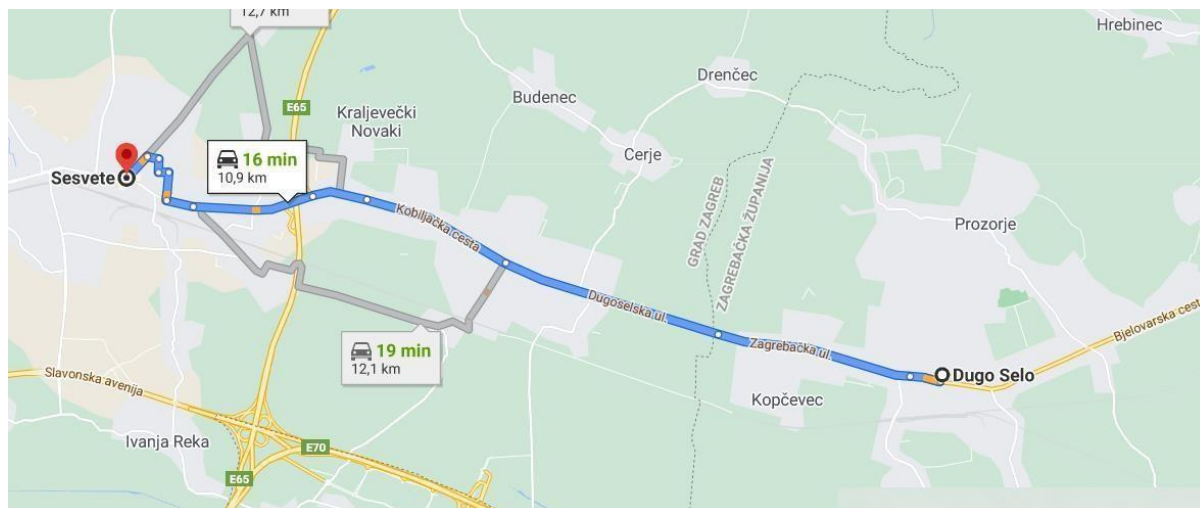 12,7 km
Hrebinec
E65
Drenčec
Budenec
Kraljevečki
Novaki
16 min
10,9 km
Cerje
Sesvete
GRAD ZAGREB
ZAGREBAČKA ŽUPANIJA
Kobiljačka cesta
Prozorje
Dugoselska ul.
Bjelovarska cest
19 min
12,1 km
Zagrebačka ul.
Dugo Selo
Slavonska avenija
Kopčevec
Ivanja Reka
E70
E65